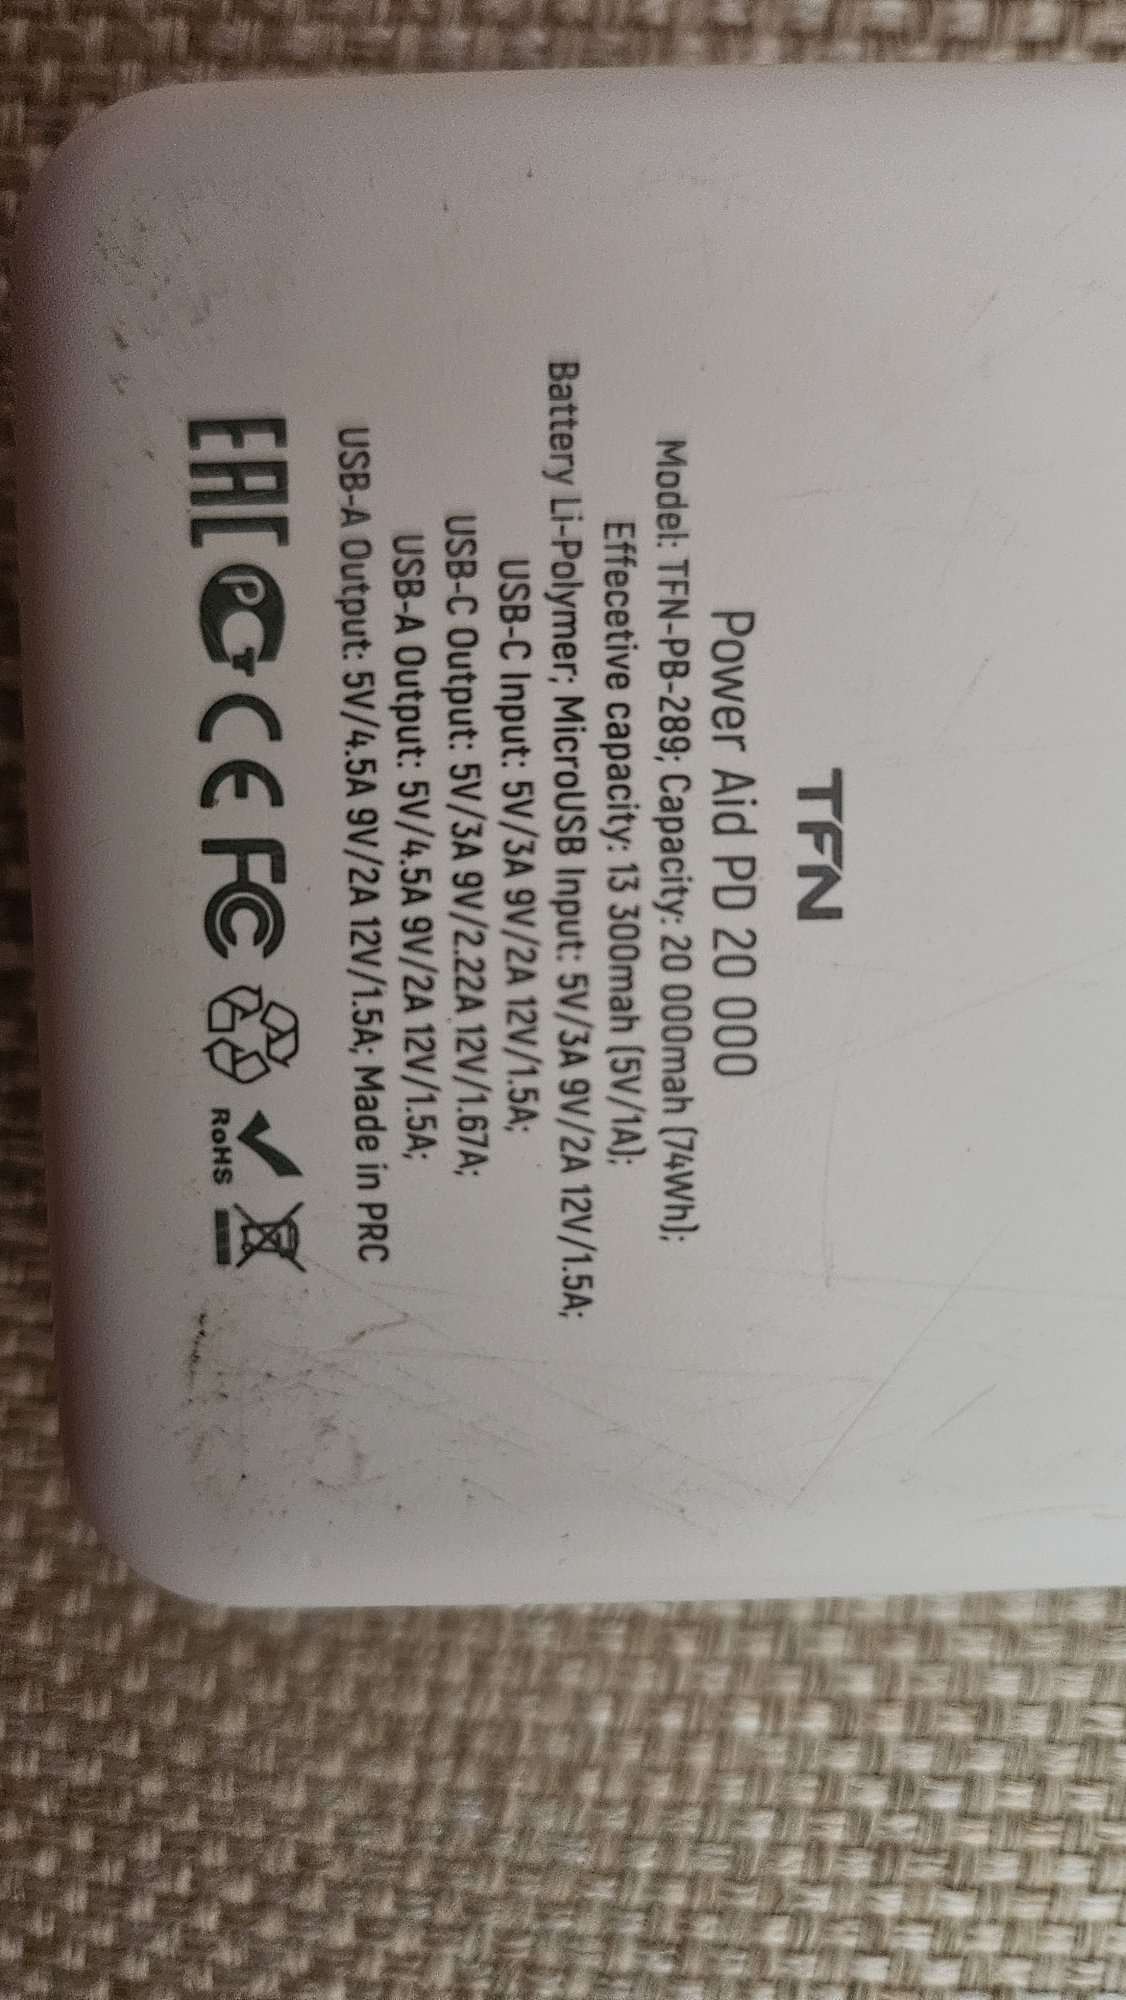 TFN
Power Aid PD 20 000
Model: TFN-PB-289; Capacity: 20 000mah (74Wh);
Effecetive capacity: 13 300mah (5V/1A);
Battery Li-Polymer; MicroUSB Input: 5V/3A 9V/2A 12V/1.5A;
USB-C Input: 5V/3A 9V/2A 12V/1.5A;
USB-C Output: 5V/3A 9V/2.22A 12V/1.67A;
USB-A Output: 5V/4.5A 9V/2A 12V/1.5A;
USB-A Output: 5V/4.5A 9V/2A 12V/1.5A; Made in PRC
EAC РСТ CE FC RoHS